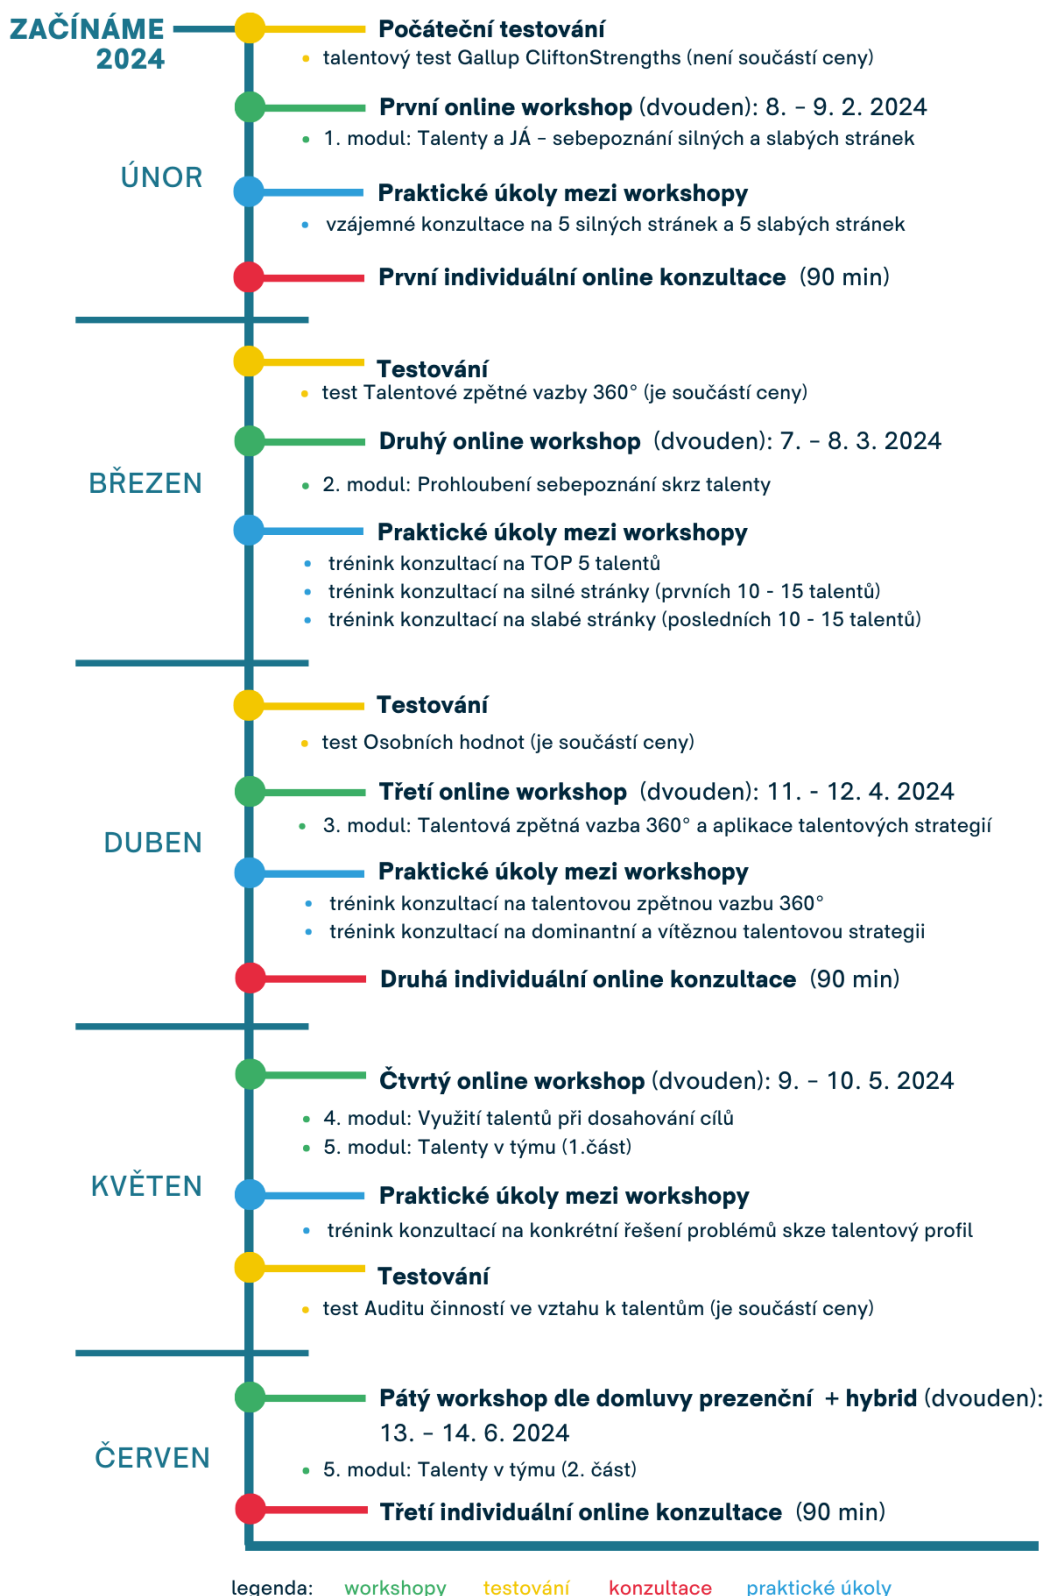 ZAČÍNÁME
2024
Počáteční testování
• talentový test Gallup CliftonStrengths (není součástí ceny)
První online workshop (dvouden): 8. – 9. 2. 2024
• 1. modul: Talenty a JÁ – sebepoznání silných a slabých stránek
ÚNOR
Praktické úkoly mezi workshopy
• vzájemné konzultace na 5 silných stránek a 5 slabých stránek
První individuální online konzultace (90 min)
Testování
• test Talentové zpětné vazby 360° (je součástí ceny)
Druhý online workshop (dvouden): 7. – 8. 3. 2024
BŘEZEN
• 2. modul: Prohloubení sebepoznání skrz talenty
Praktické úkoly mezi workshopy
• trénink konzultací na TOP 5 talentů
• trénink konzultací na silné stránky (prvních 10 - 15 talentů)
• trénink konzultací na slabé stránky (posledních 10 - 15 talentů)
Testování
• test Osobních hodnot (je součástí ceny)
Třetí online workshop (dvouden): 11. - 12. 4. 2024
• 3. modul: Talentová zpětná vazba 360° a aplikace talentových strategií
DUBEN
Praktické úkoly mezi workshopy
• trénink konzultací na talentovou zpětnou vazbu 360°
• trénink konzultací na dominantní a vítěznou talentovou strategii
Druhá individuální online konzultace (90 min)
Čtvrtý online workshop (dvouden): 9. – 10. 5. 2024
• 4. modul: Využití talentů při dosahování cílů
• 5. modul: Talenty v týmu (1.část)
KVĚTEN
Praktické úkoly mezi workshopy
• trénink konzultací na konkrétní řešení problémů skze talentový profil
Testování
• test Auditu činností ve vztahu k talentům (je součástí ceny)
Pátý workshop dle domluvy prezenční + hybrid (dvouden):
13. – 14. 6. 2024
ČERVEN
• 5. modul: Talenty v týmu (2. část)
Třetí individuální online konzultace (90 min)
legenda: workshopy testování konzultace praktické úkoly